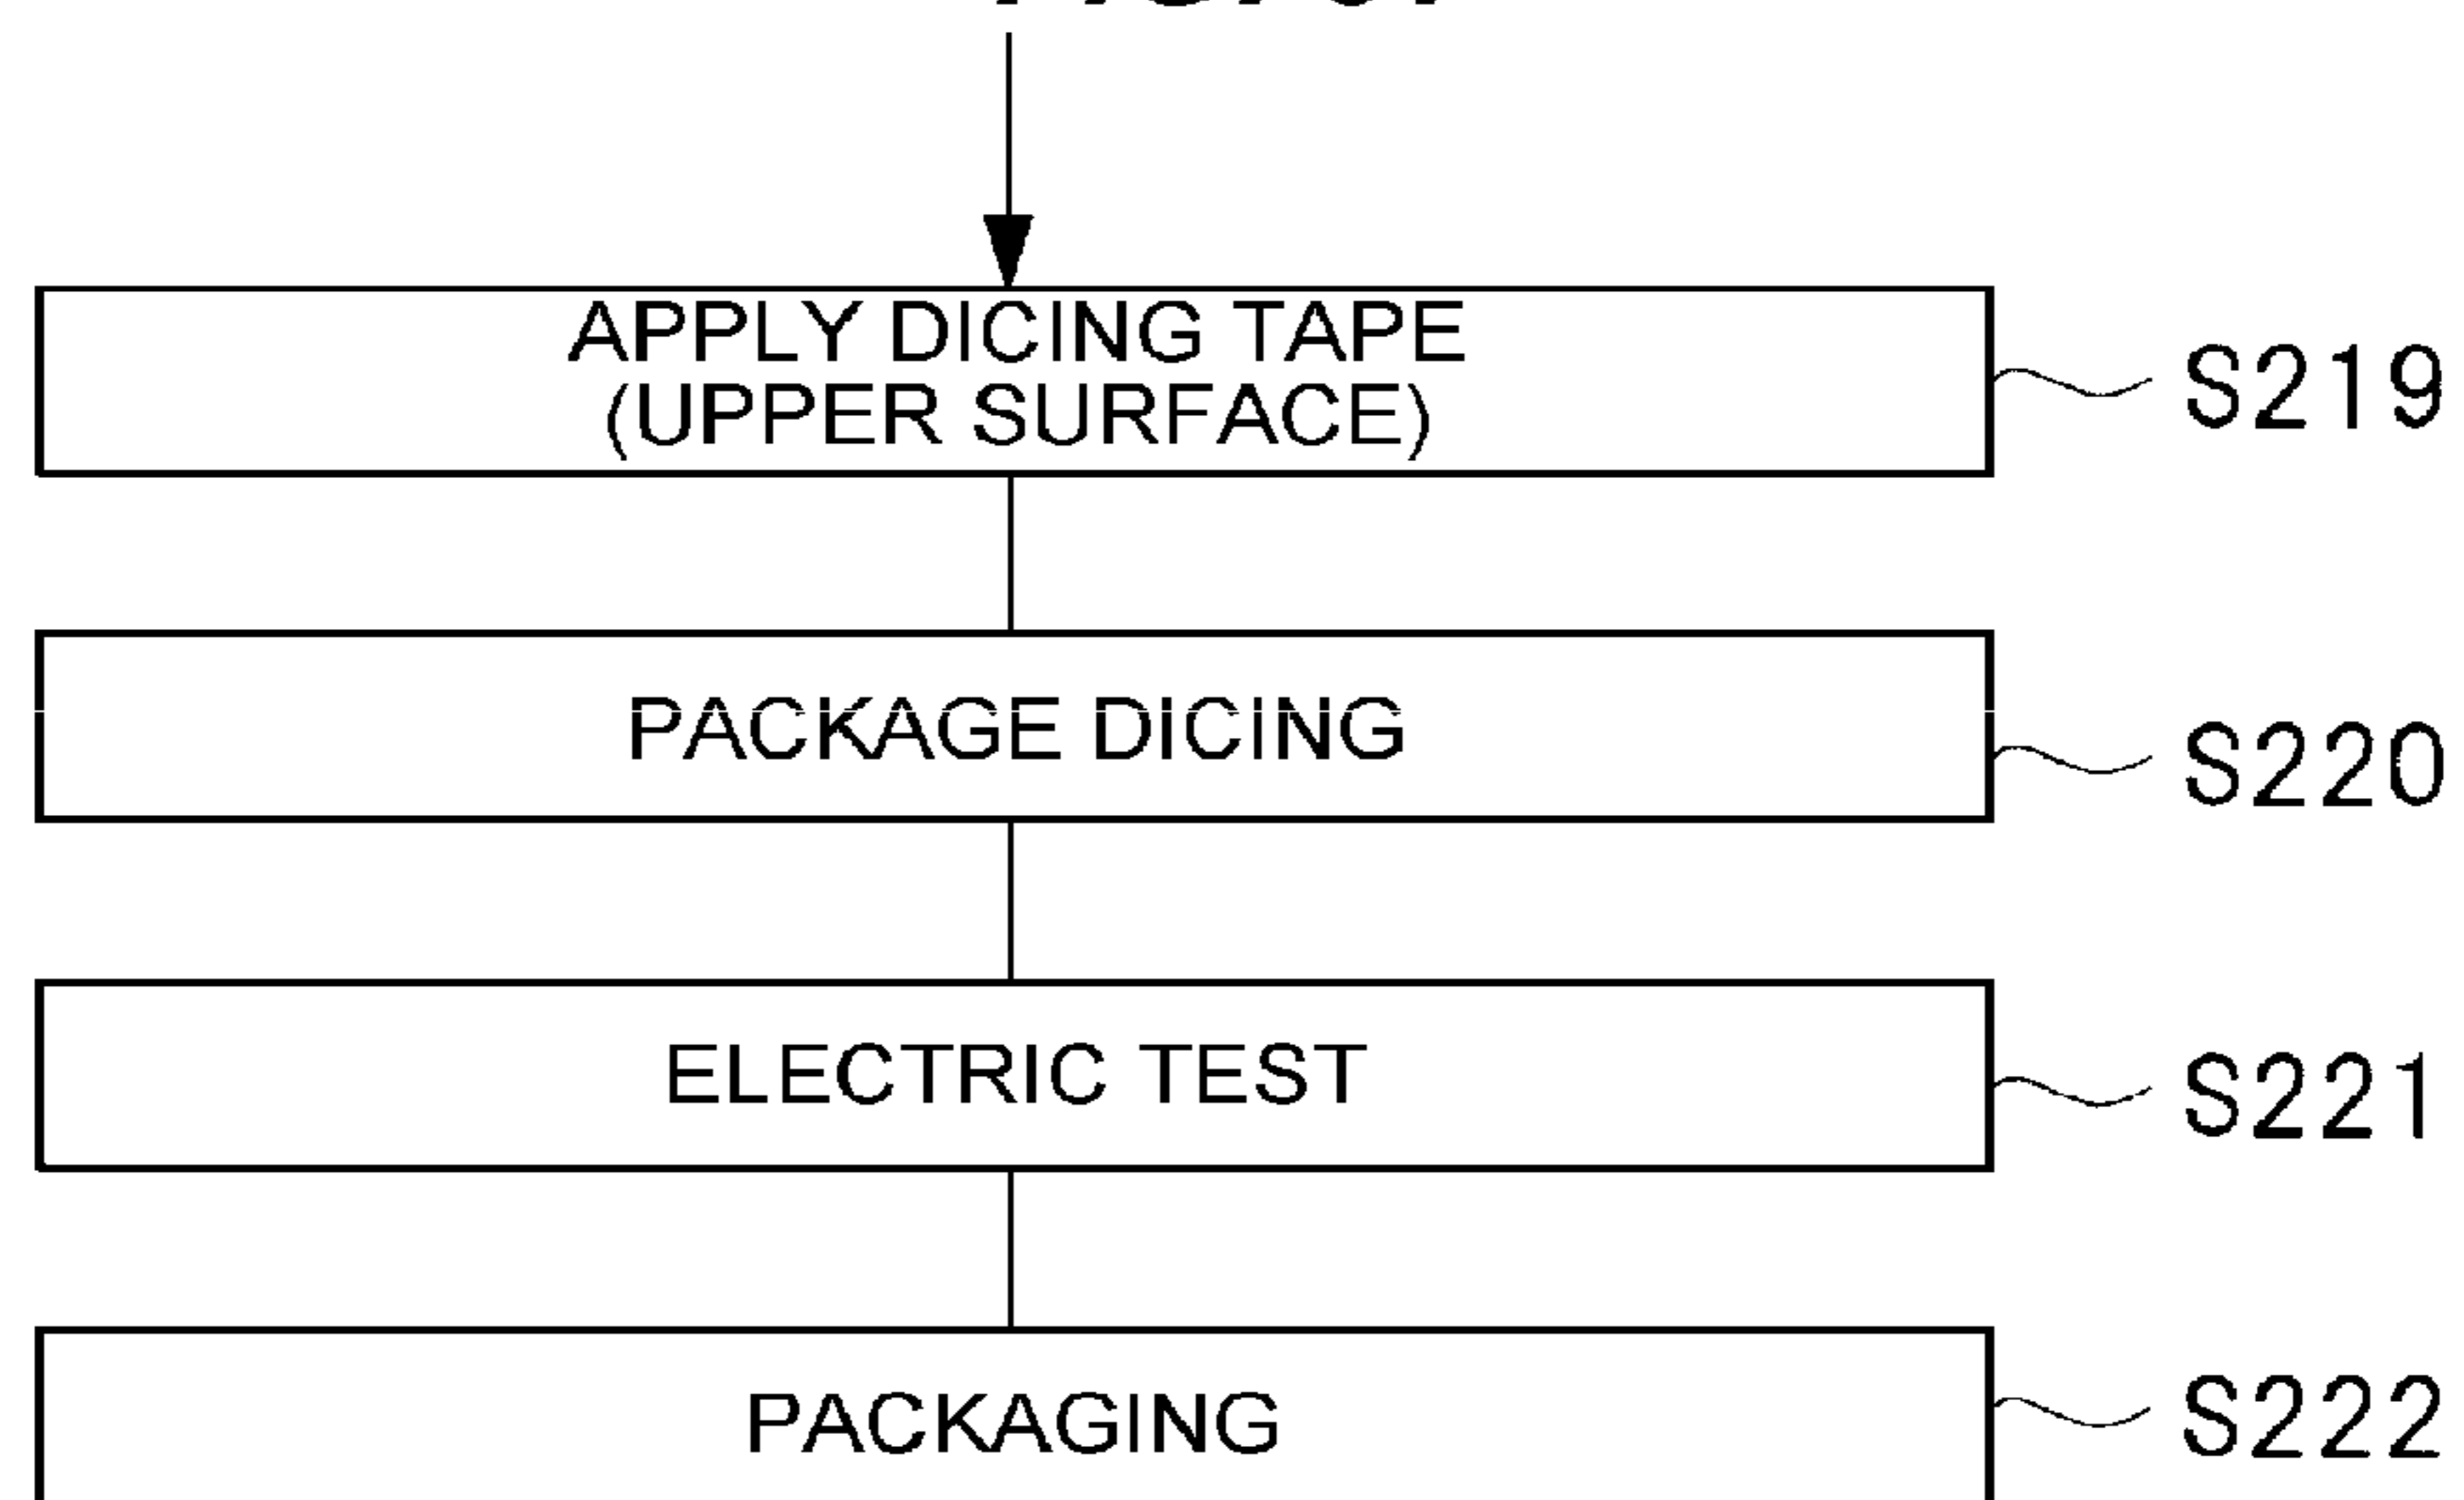 APPLY DICING TAPE
(UPPER SURFACE)
S219
PACKAGE DICING
S220
ELECTRIC TEST
S221
PACKAGING
S222